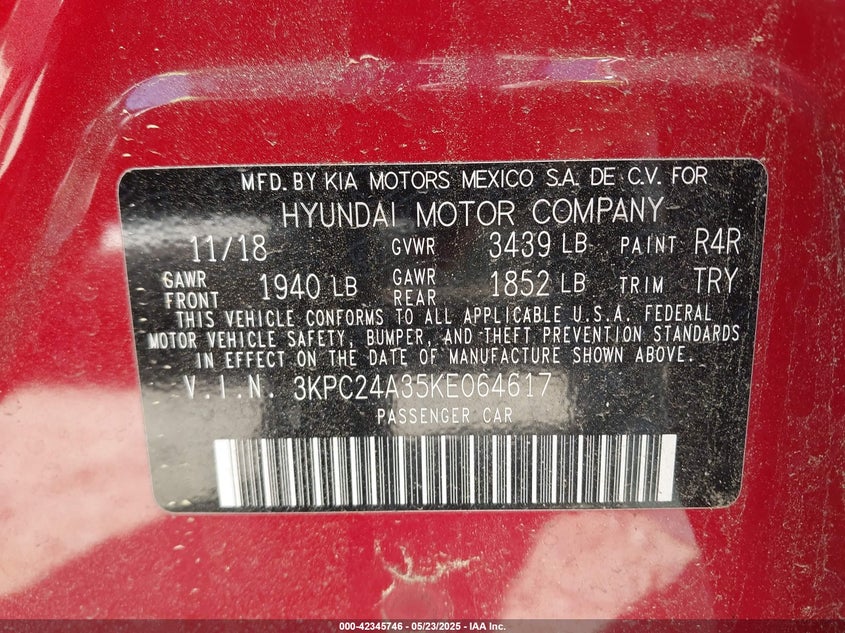 MFD. BY KIA MOTORS MEXICO S.A. DE C.V. FOR
HYUNDAI MOTOR COMPANY
11/18 GVWR 3439 LB PAINT R4R
GAWR FRONT 1940 LB GAWR REAR 1852 LB TRIM TRY
THIS VEHICLE CONFORMS TO ALL APPLICABLE U.S.A. FEDERAL
MOTOR VEHICLE SAFETY, BUMPER, AND THEFT PREVENTION STANDARDS
IN EFFECT ON THE DATE OF MANUFACTURE SHOWN ABOVE.
V.I.N. 3KPC24A35KE064617
PASSENGER CAR
000-42345746 - 05/23/2025 - IAA Inc.